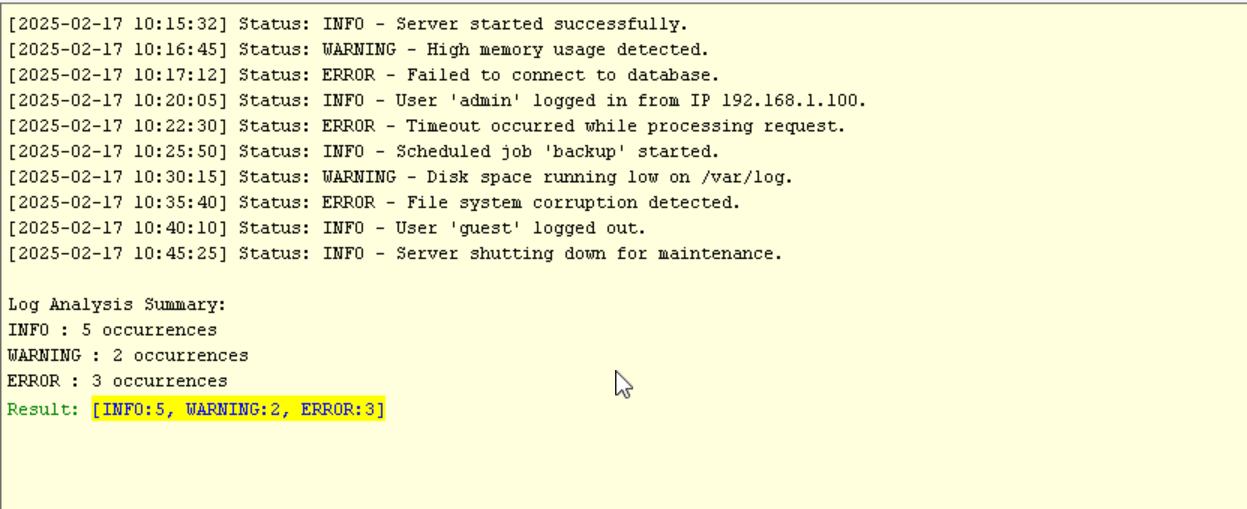 [2025-02-17 10:15:32] Status: INFO - Server started successfully.
[2025-02-17 10:16:45] Status: WARNING - High memory usage detected.
[2025-02-17 10:17:12] Status: ERROR - Failed to connect to database.
[2025-02-17 10:20:05] Status: INFO - User 'admin' logged in from IP 192.168.1.100.
[2025-02-17 10:22:30] Status: ERROR - Timeout occurred while processing request.
[2025-02-17 10:25:50] Status: INFO - Scheduled job 'backup' started.
[2025-02-17 10:30:15] Status: WARNING - Disk space running low on /var/log.
[2025-02-17 10:35:40] Status: ERROR - File system corruption detected.
[2025-02-17 10:40:10] Status: INFO - User 'guest' logged out.
[2025-02-17 10:45:25] Status: INFO - Server shutting down for maintenance.
Log Analysis Summary:
INFO : 5 occurrences
WARNING : 2 occurrences
ERROR : 3 occurrences
Result: [INFO:5, WARNING:2, ERROR:3]